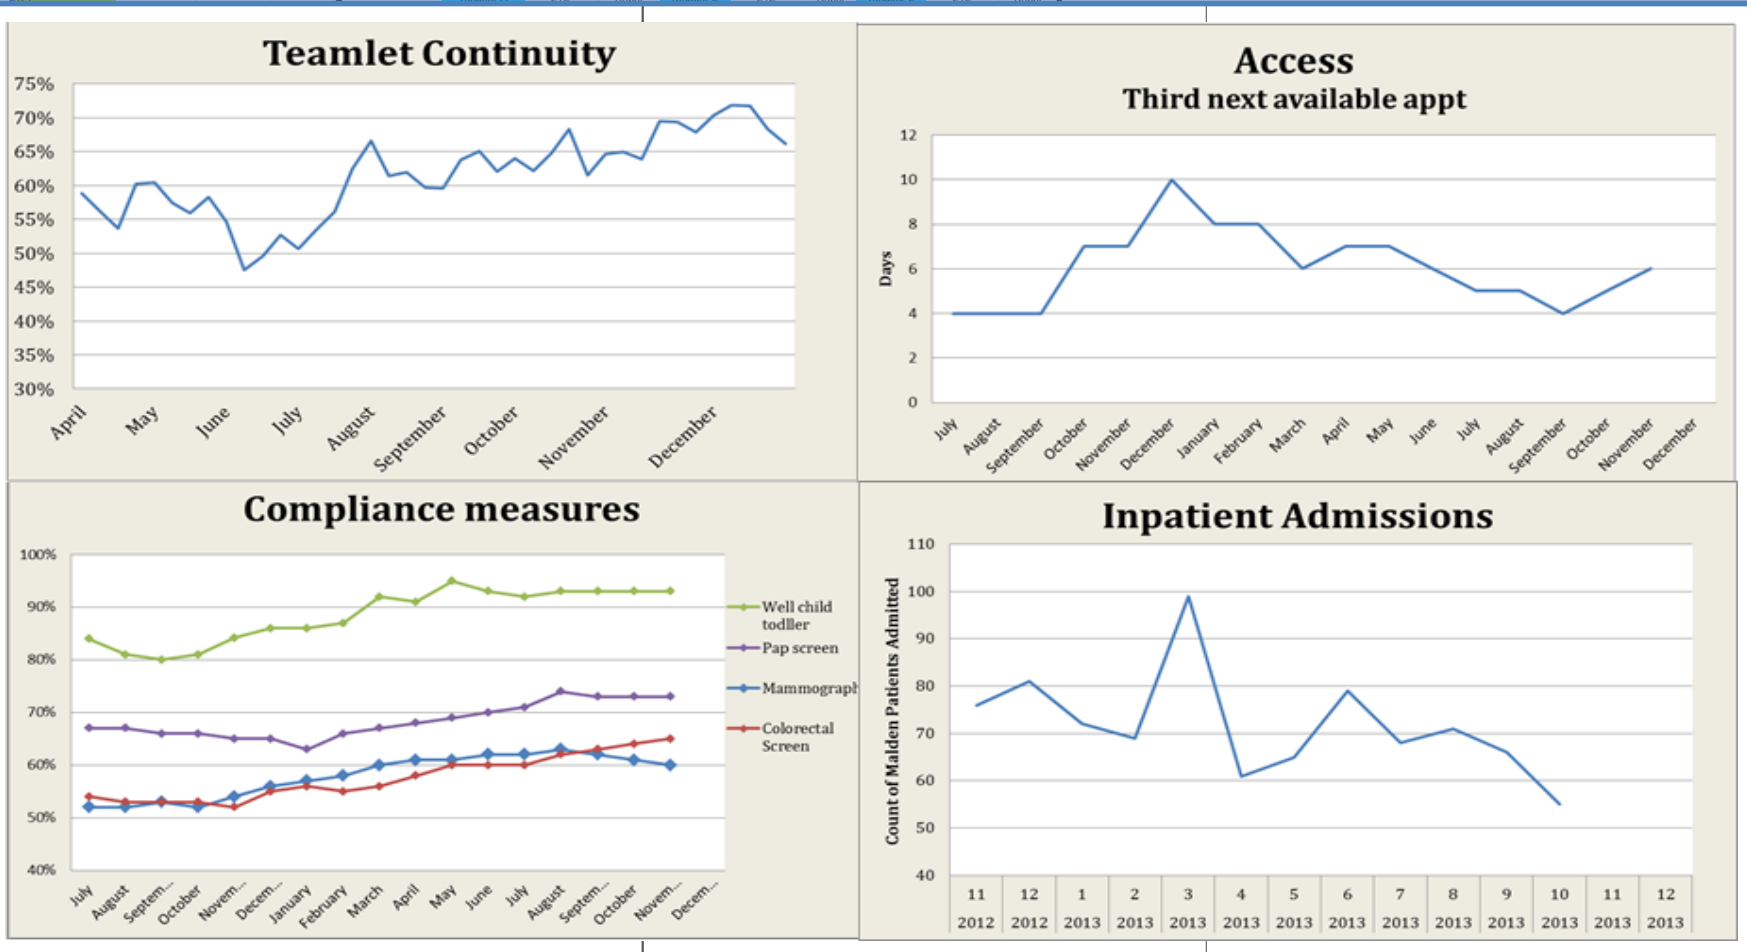 Teamlet Continuity
75%
70%
65%
60%
55%
50%
45%
40%
35%
30%
April
May
June
July
August
September
October
November
December
Access
Third next available appt
12
10
8
6
4
2
0
Days
July
August
September
October
November
December
January
February
March
April
May
June
July
August
September
October
November
December
Compliance measures
100%
90%
80%
70%
60%
50%
40%
July
August
Septem...
October
Novem...
Decem...
January
February
March
April
May
June
July
August
Septem...
October
Novem...
Decem...
Well child
todller
Pap screen
Mammograph
Colorectal
Screen
Inpatient Admissions
110
100
90
80
70
60
50
40
Count of Malden Patients Admitted
11 12 1 2 3 4 5 6 7 8 9 10 11 12
2012 2012 2013 2013 2013 2013 2013 2013 2013 2013 2013 2013 2013 2013